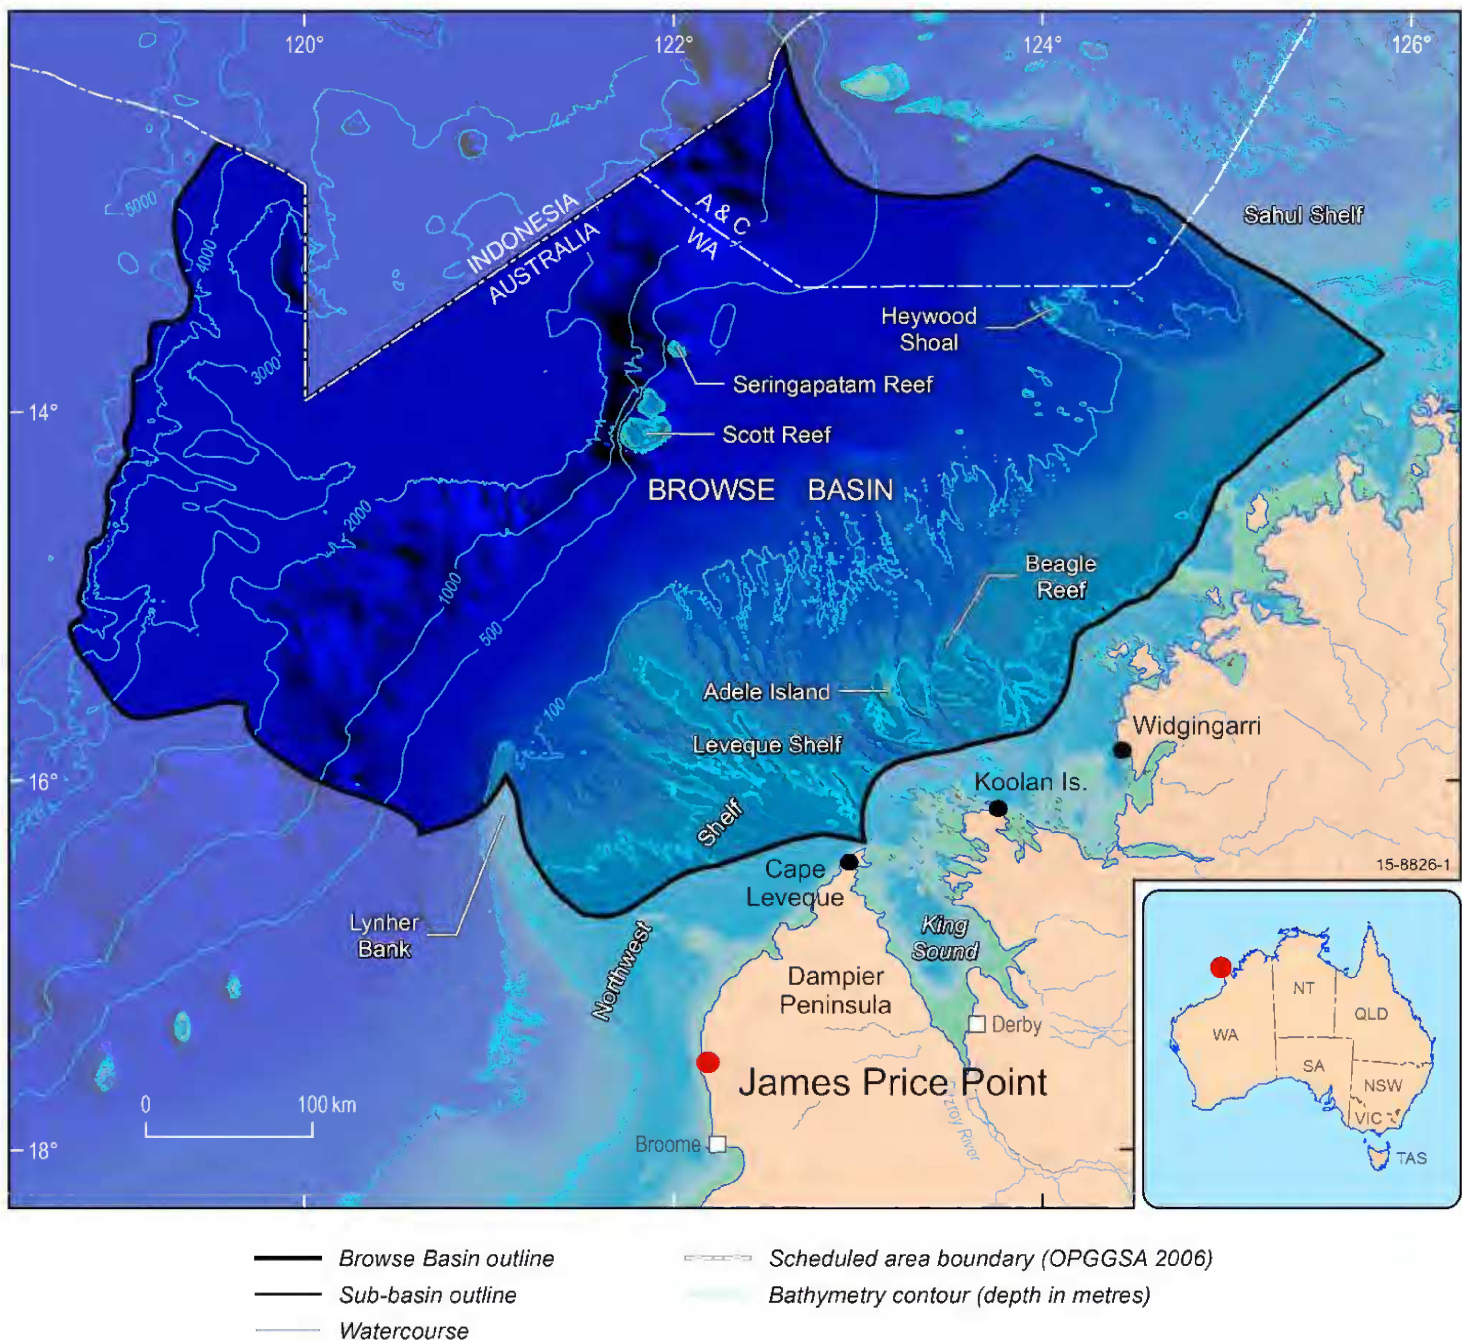 120°
122°
124°
126°
5000
4000
3000
2000
1000
500
100
INDONESIA
AUSTRALIA
A & C
WA
Sahul Shelf
Heywood
Shoal
Seringapatam Reef
Scott Reef
14°
BROWSE BASIN
Beagle
Reef
Adele Island
Leveque Shelf
Widgingarri
16°
Koolan Is.
Shelf
15-8826-1
Cape
Leveque
Lynher
Bank
King
Sound
Northwest
Dampier
Peninsula
Derby
James Price Point
0
100 km
Fitzroy River
Broome
18°
NT
QLD
WA
SA
NSW
VIC
TAS
Browse Basin outline
Scheduled area boundary (OPGGSA 2006)
Sub-basin outline
Bathymetry contour (depth in metres)
Watercourse